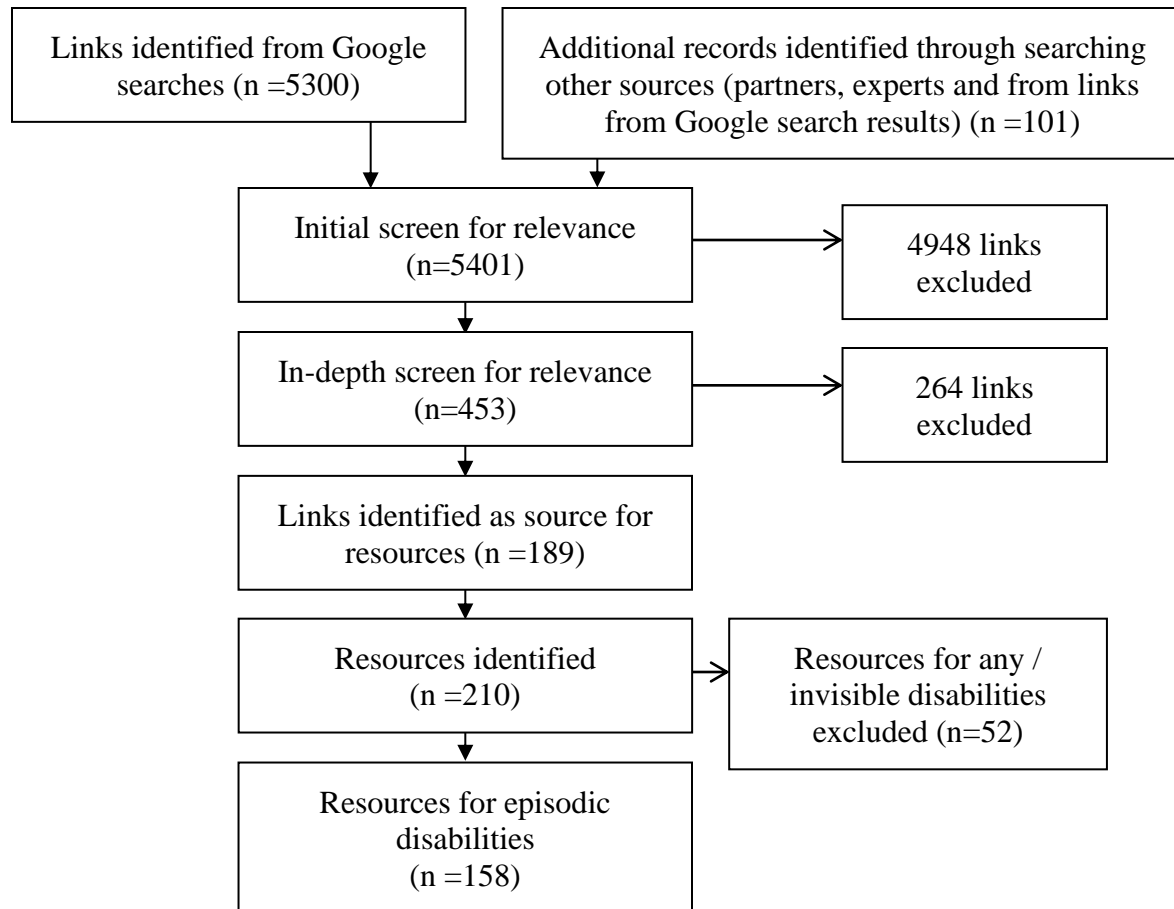 Links identified from Google
searches (n =5300)
Additional records identified through searching
other sources (partners, experts and from links
from Google search results) (n =101)
Initial screen for relevance
(n=5401)
4948 links
excluded
In-depth screen for relevance
(n=453)
264 links
excluded
Links identified as source for
resources (n =189)
Resources identified
(n =210)
Resources for any /
invisible disabilities
excluded (n=52)
Resources for episodic
disabilities
(n =158)